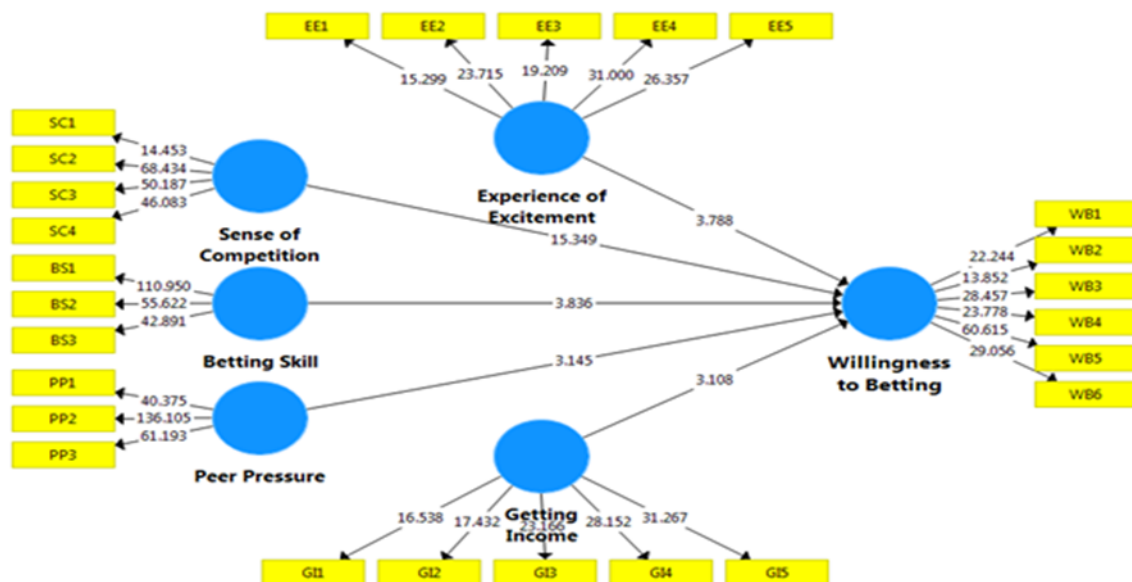 EE1 EE2 EE3 EE4 EE5
15.299 23.715 19.209 31.000 26.357
SC1
SC2
SC3
SC4
14.453
68.434
50.187
46.083
Sense of
Competition
Experience of
Excitement
3.788
15.349
BS1
BS2
BS3
110.950
55.622
42.891
Betting Skill
3.836
PP1
PP2
PP3
40.375
136.105
61.193
Peer Pressure
3.145
3.108
Willingness
to Betting
22.244
13.852
28.457
23.778
60.615
29.056
WB1
WB2
WB3
WB4
WB5
WB6
Getting
Income
16.538 17.432 23.166 28.152 31.267
GI1 GI2 GI3 GI4 GI5